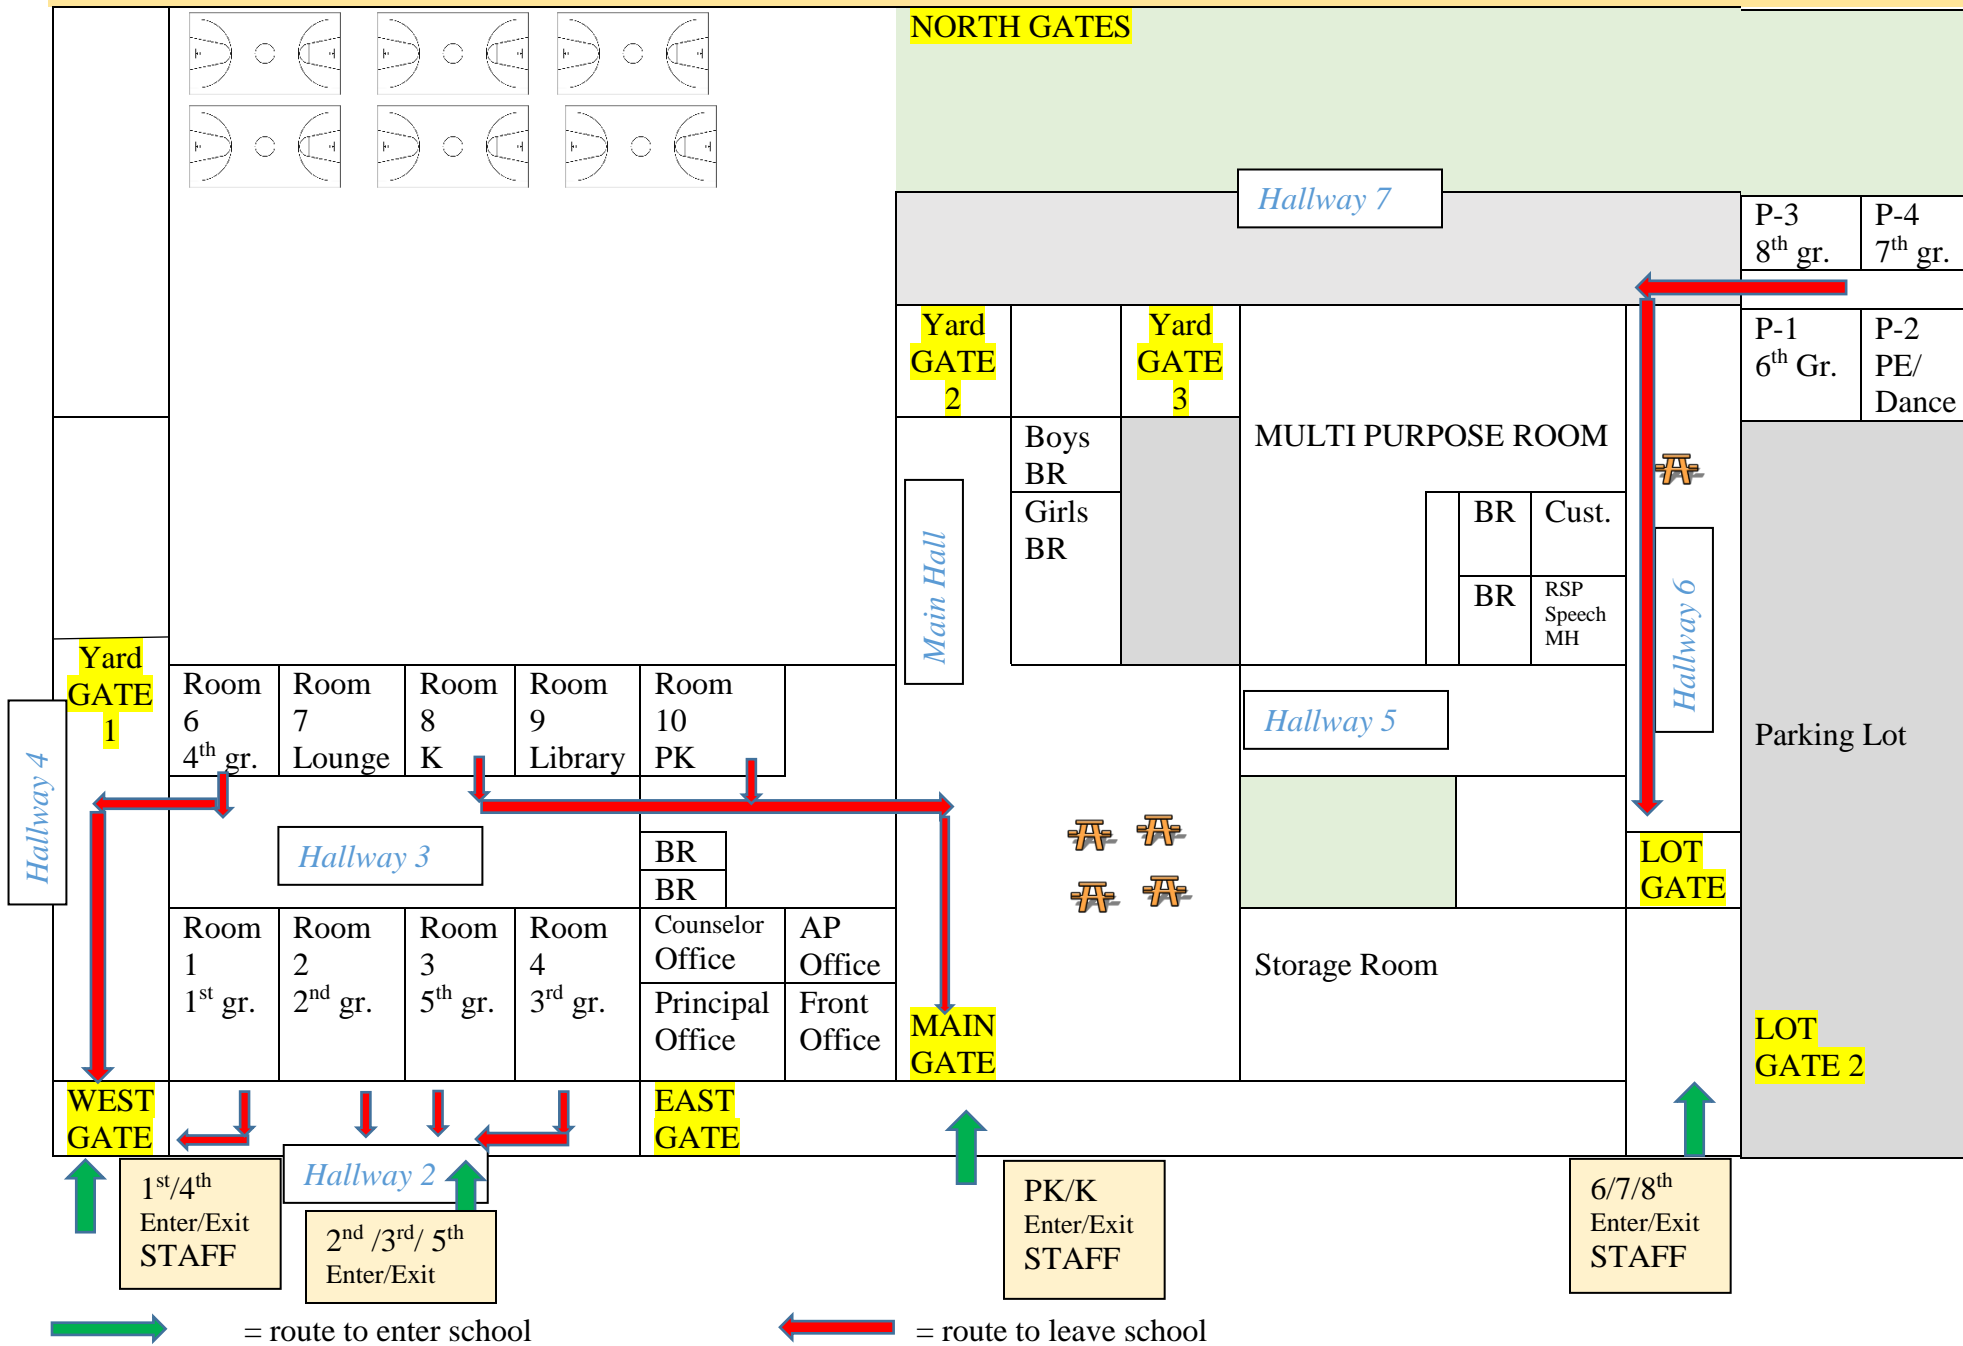 NORTH GATES
Hallway 7
P-3
8th gr.
P-4
7th gr.
Yard
GATE
2
Yard
GATE
3
P-1
6th Gr.
P-2
PE/
Dance
MULTI PURPOSE ROOM
Boys
BR
Girls
BR
Main Hall
BR
Cust.
BR
RSP
Speech
MH
Hallway 6
Yard
GATE
1
Hallway 4
Room
6
4th gr.
Room
7
Lounge
Room
8
K
Room
9
Library
Room
10
PK
Hallway 5
Parking Lot
Hallway 3
BR
BR
LOT
GATE
Room
1
1st gr.
Room
2
2nd gr.
Room
3
5th gr.
Room
4
3rd gr.
Counselor
Office
AP
Office
Principal
Office
Front
Office
MAIN
GATE
Storage Room
LOT
GATE 2
WEST
GATE
EAST
GATE
Hallway 2
1st/4th
Enter/Exit
STAFF
2nd /3rd/ 5th
Enter/Exit
PK/K
Enter/Exit
STAFF
6/7/8th
Enter/Exit
STAFF
= route to enter school
= route to leave school